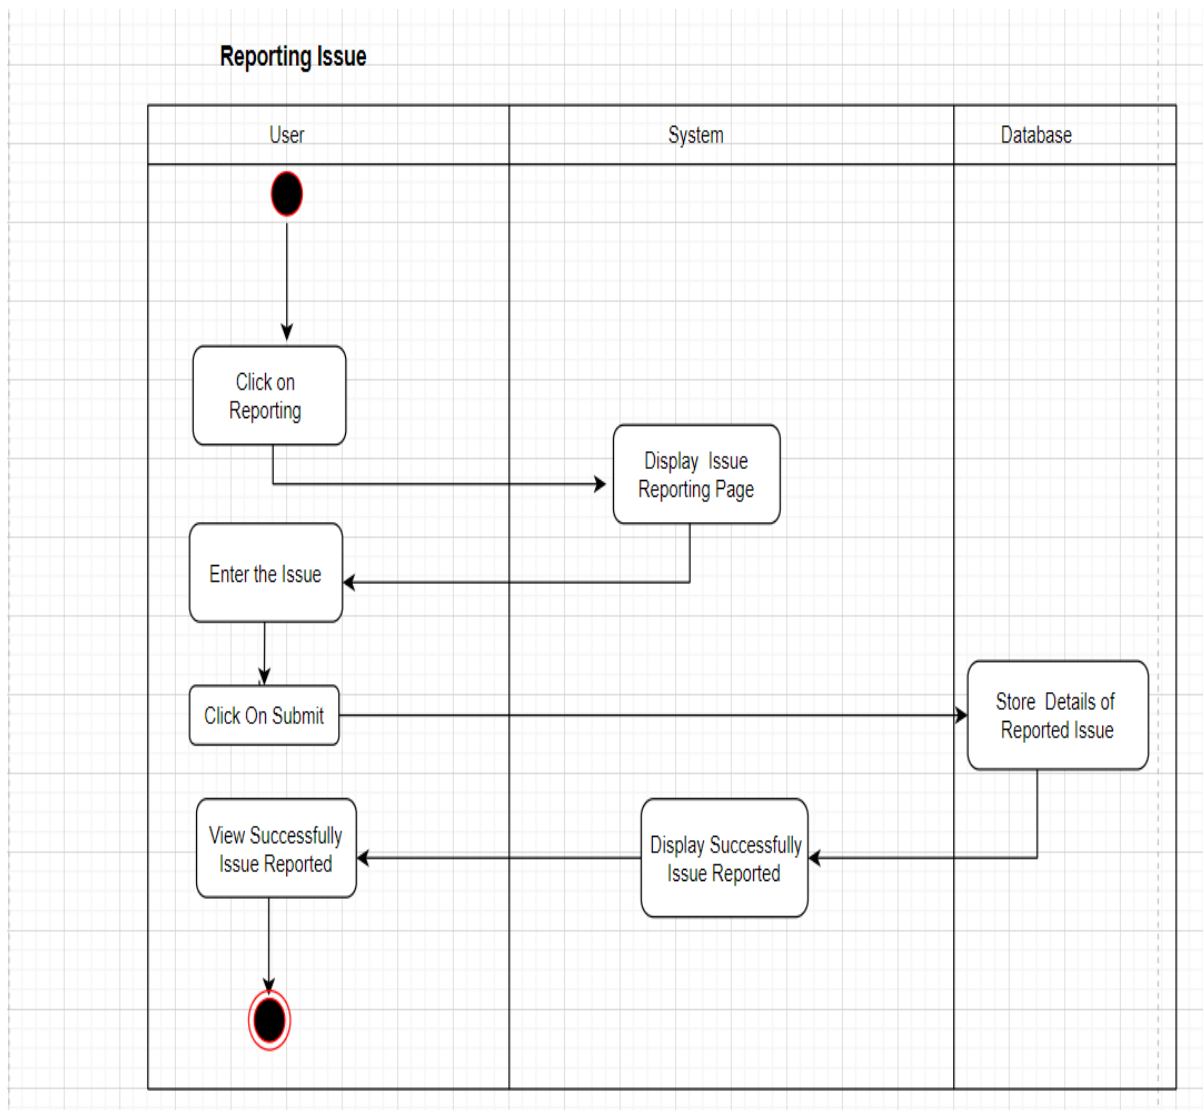 Reporting Issue
User
System
Database
Click on
Reporting
Display  Issue
Reporting Page
Enter the Issue
Click On Submit
Store  Details of
Reported Issue
View Successfully
Issue Reported
Display Successfully
Issue Reported